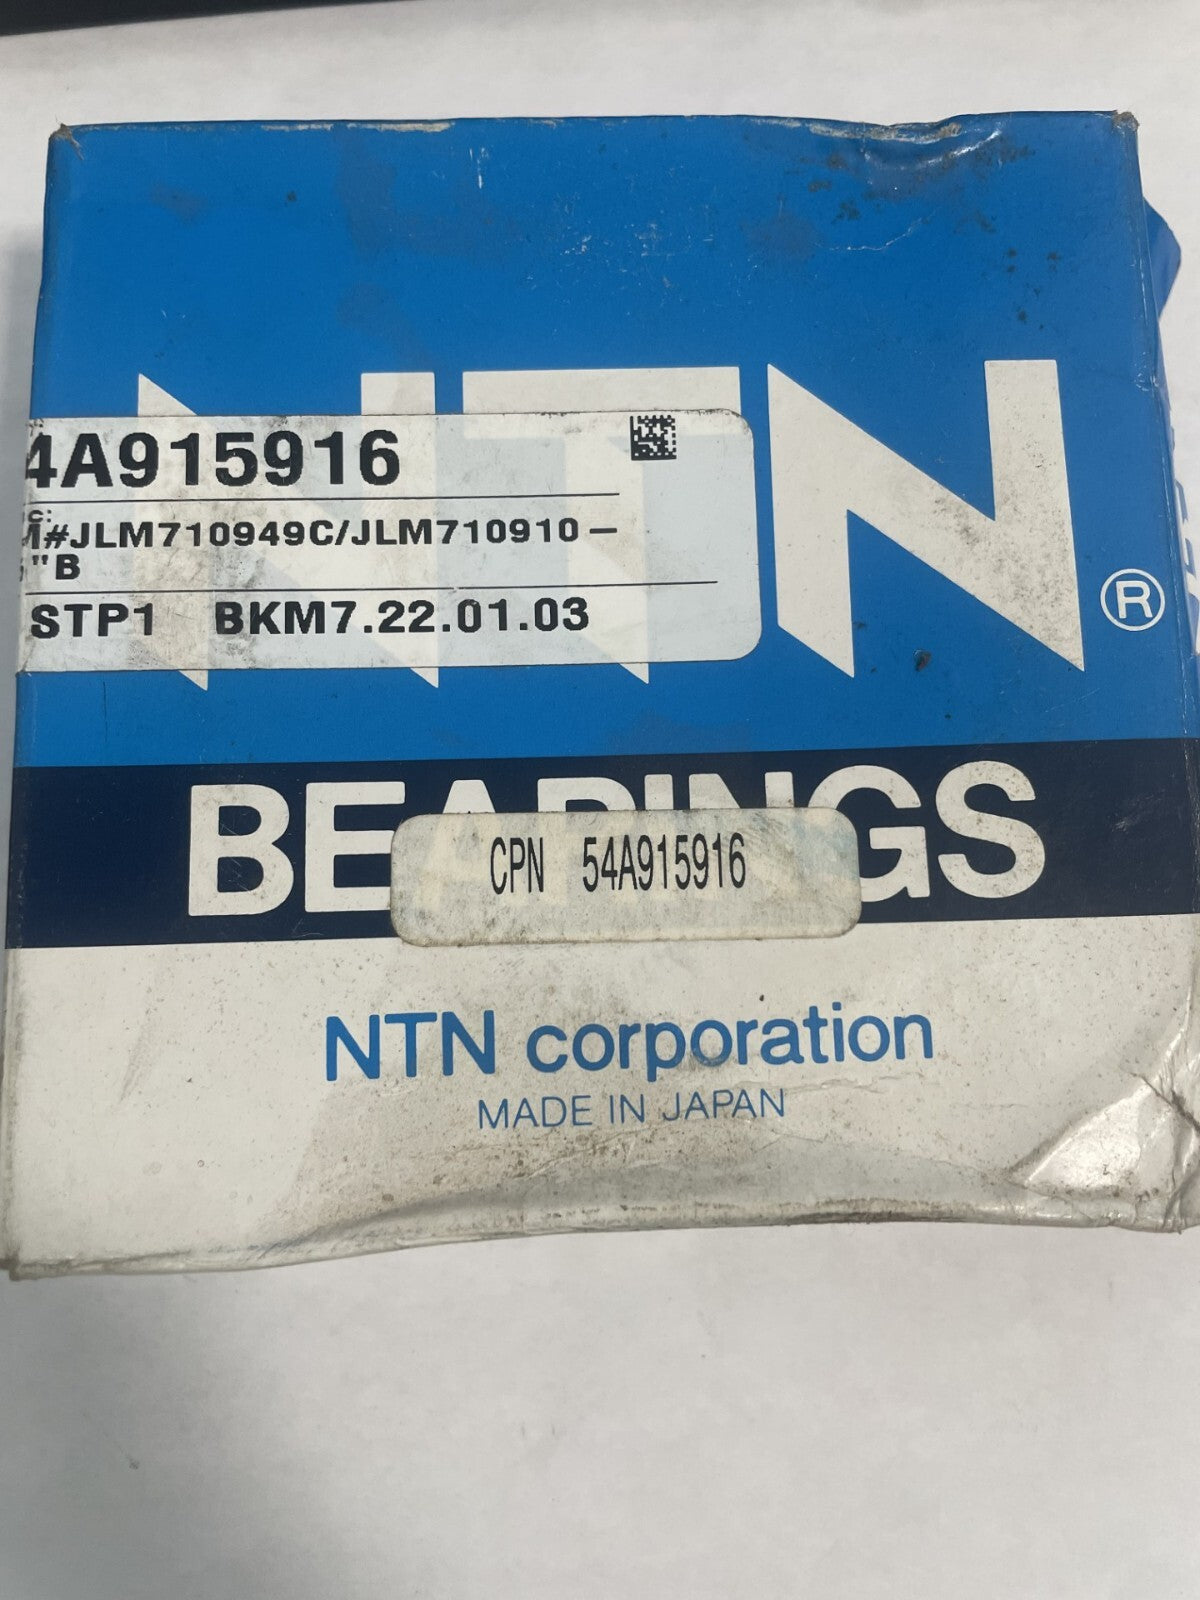 NTN®
4A915916
C:
M#JLM710949C/JLM710910-
"B
STP1 BKM7.22.01.03
BEARINGS
CPN 54A915916
NTN corporation
MADE IN JAPAN